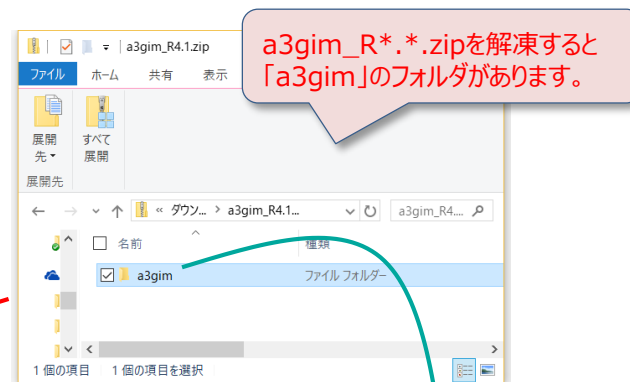 a3gim_R4.1.zip
a3gim_R*.*.zipを解凍すると
「a3gim」のフォルダがあります。
ファイル ホーム 共有 表示
展開先 すべて展開
展開先
« ダウン... › a3gim_R4.1... a3gim_R4....
名前 種類
a3gim ファイル フォルダー
1 個の項目 1 個の項目を選択